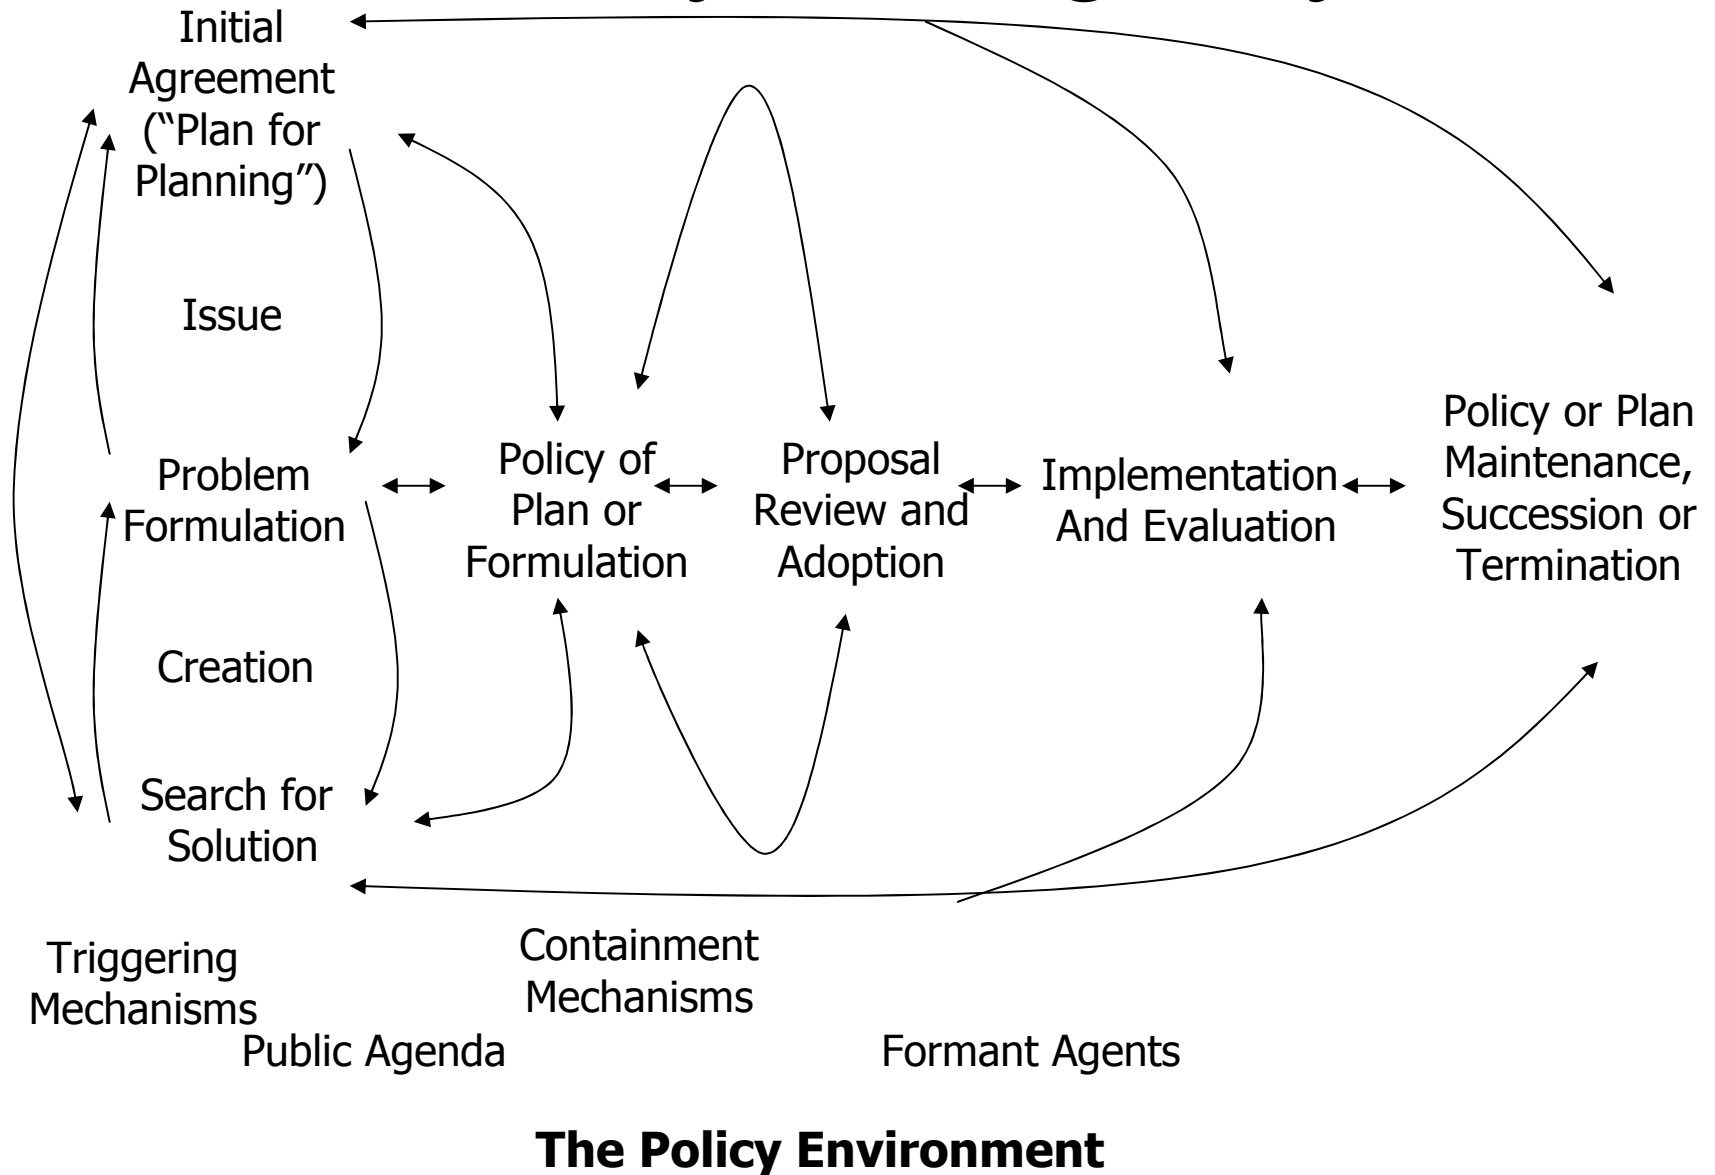 Initial
Agreement
(“Plan for
Planning”)
Issue
Problem
Formulation
Creation
Search for
Solution
Policy of
Plan or
Formulation
Proposal
Review and
Adoption
Implementation
And Evaluation
Policy or Plan
Maintenance,
Succession or
Termination
Triggering
Mechanisms
Public Agenda
Containment
Mechanisms
Formant Agents
The Policy Environment